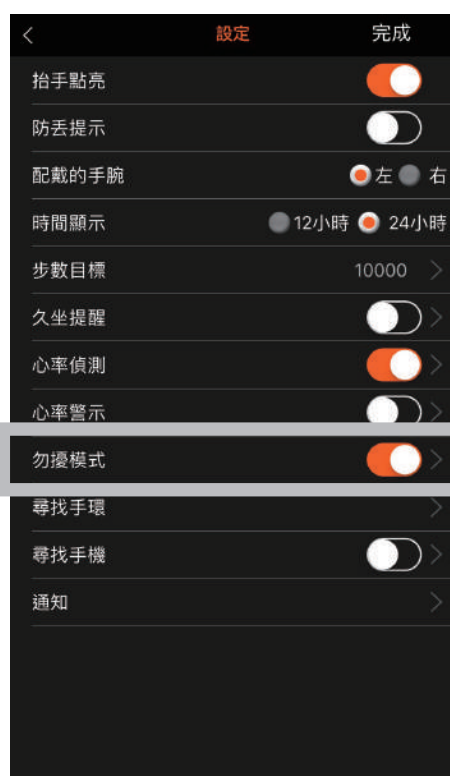 設定 完成
抬手點亮
防丟提示
配戴的手腕 左 右
時間顯示 12小時 24小時
步數目標 10000
久坐提醒
心率偵測
心率警示
勿擾模式
尋找手環
尋找手機
通知